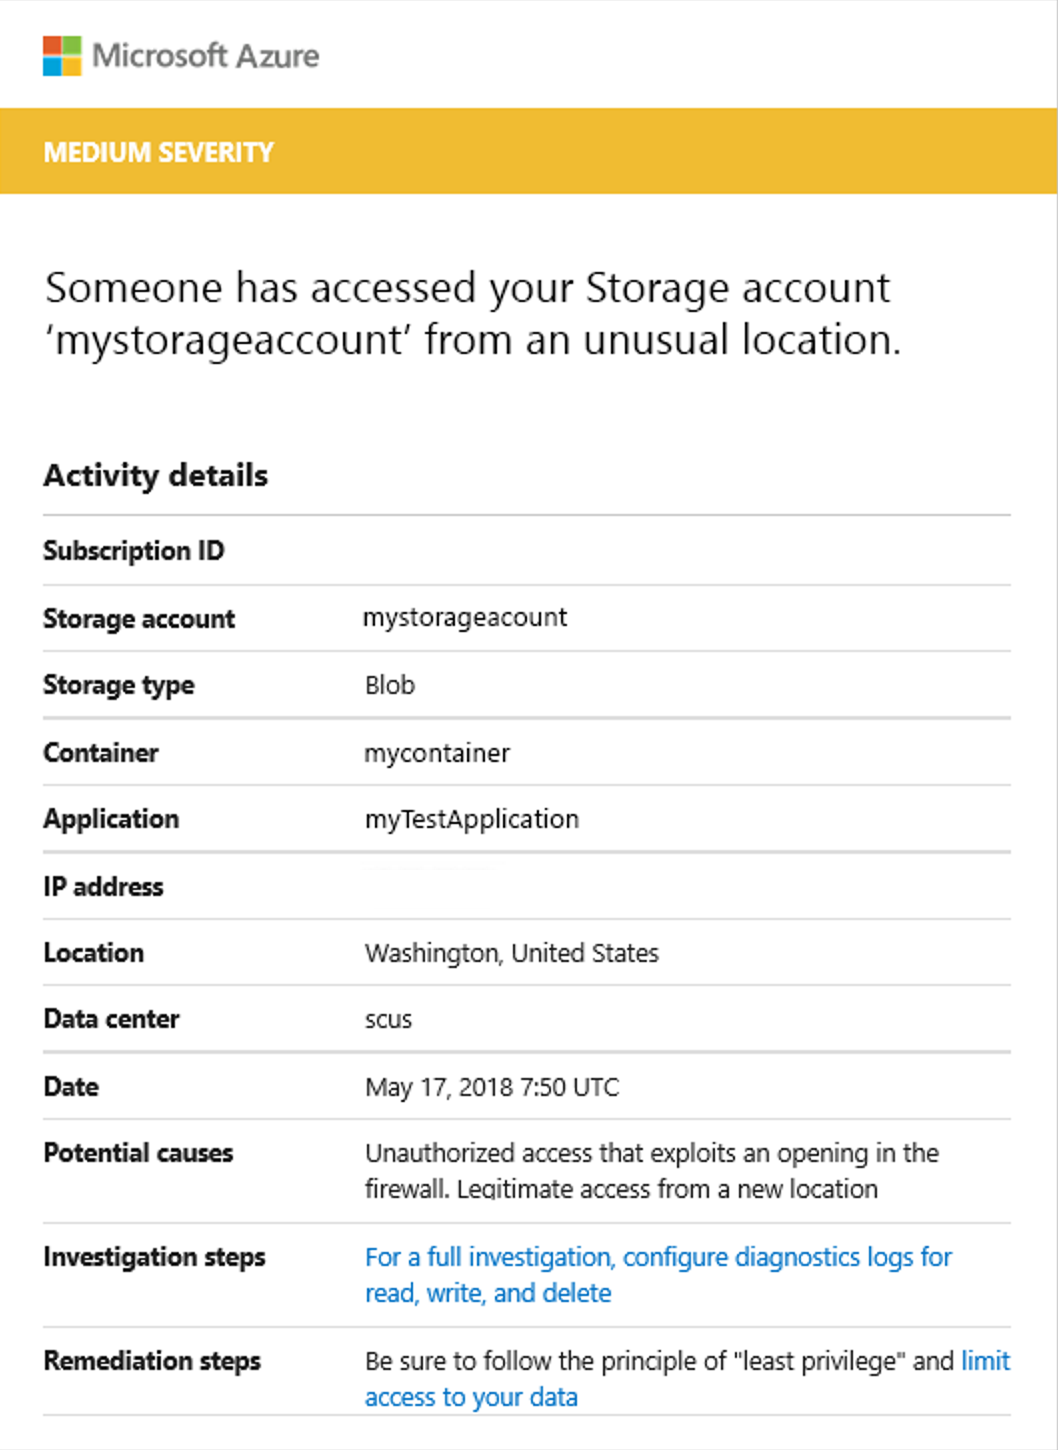 Microsoft Azure
MEDIUM SEVERITY
Someone has accessed your Storage account
‘mystorageaccount’ from an unusual location.
Activity details
Subscription ID
Storage account mystorageacount
Storage type Blob
Container mycontainer
Application myTestApplication
IP address
Location Washington, United States
Data center scus
Date May 17, 2018 7:50 UTC
Potential causes Unauthorized access that exploits an opening in the
firewall. Legitimate access from a new location
Investigation steps For a full investigation, configure diagnostics logs for
read, write, and delete
Remediation steps Be sure to follow the principle of "least privilege" and limit
access to your data